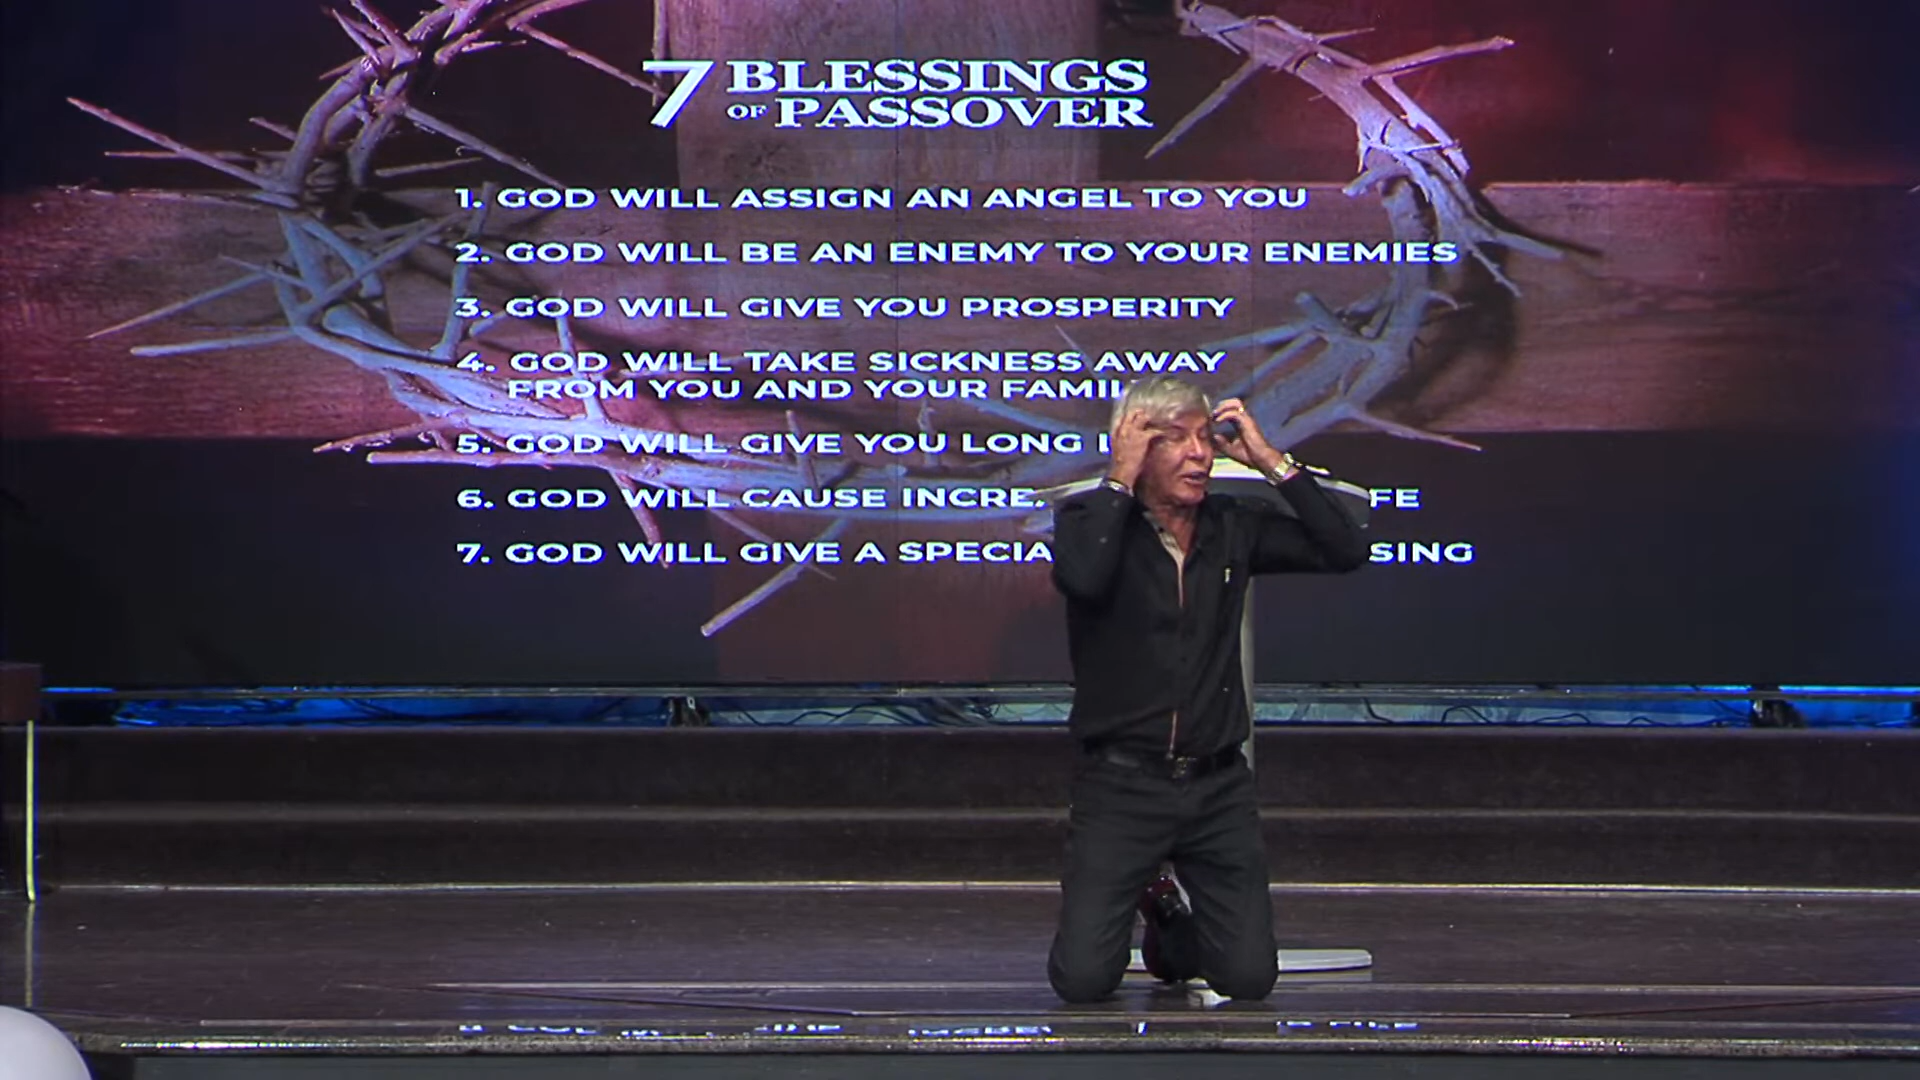 7 BLESSINGS
OF PASSOVER
1. GOD WILL ASSIGN AN ANGEL TO YOU
2. GOD WILL BE AN ENEMY TO YOUR ENEMIES
3. GOD WILL GIVE YOU PROSPERITY
4. GOD WILL TAKE SICKNESS AWAY
FROM YOU AND YOUR
5. GOD WILL GIVE YOU LONG
6. GOD WILL CAUSE
7. GOD WILL GIVE A